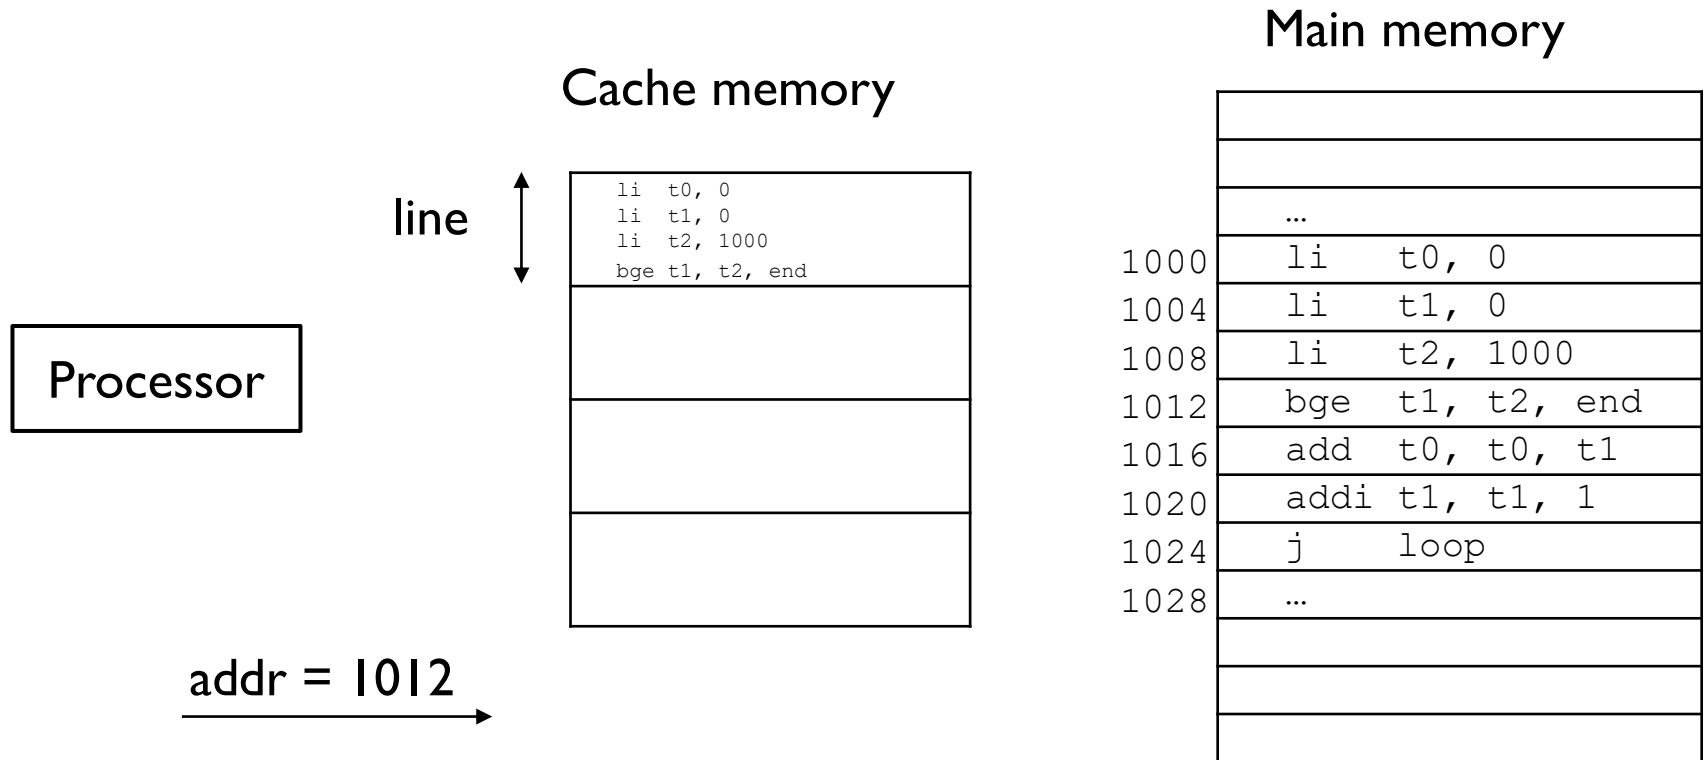 Main memory
Cache memory
line
li t0, 0
li t1, 0
li t2, 1000
bge t1, t2, end
Processor
addr = 1012
…
1000 li t0, 0
1004 li t1, 0
1008 li t2, 1000
1012 bge t1, t2, end
1016 add t0, t0, t1
1020 addi t1, t1, 1
1024 j loop
1028 …